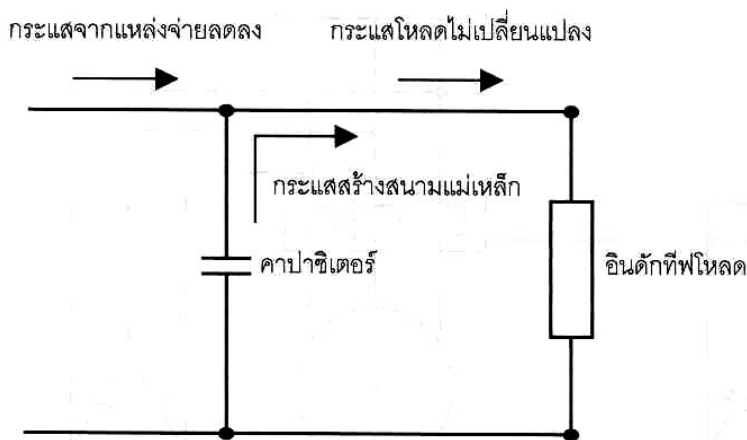 กระแสจากแหล่งจ่ายลดลง
กระแสโหลดไม่เปลี่ยนแปลง
กระแสสร้างสนามแม่เหล็ก
คาปาซิเตอร์
อินดักทีฟโหลด